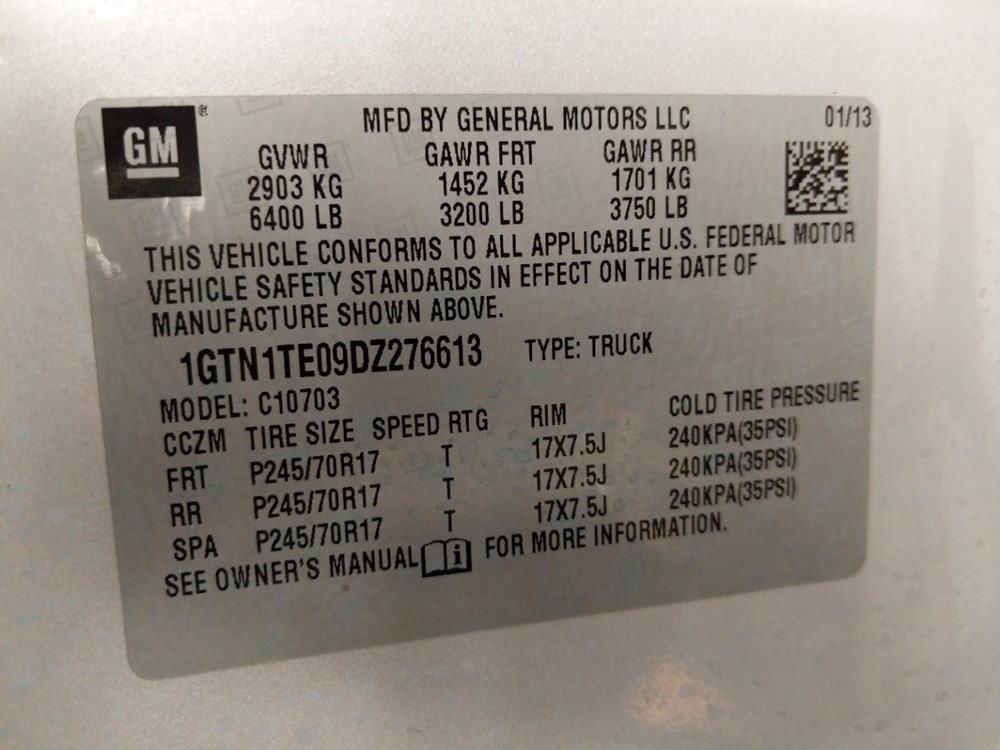 GM®
MFD BY GENERAL MOTORS LLC 01/13
GVWR GAWR FRT GAWR RR
2903 KG 1452 KG 1701 KG
6400 LB 3200 LB 3750 LB
THIS VEHICLE CONFORMS TO ALL APPLICABLE U.S. FEDERAL MOTOR
VEHICLE SAFETY STANDARDS IN EFFECT ON THE DATE OF
MANUFACTURE SHOWN ABOVE.
1GTN1TE09DZ276613 TYPE: TRUCK
MODEL: C10703
CCZM TIRE SIZE SPEED RTG RIM COLD TIRE PRESSURE
FRT P245/70R17 T 17X7.5J 240KPA(35PSI)
RR P245/70R17 T 17X7.5J 240KPA(35PSI)
SPA P245/70R17 T 17X7.5J 240KPA(35PSI)
SEE OWNER'S MANUAL i FOR MORE INFORMATION.